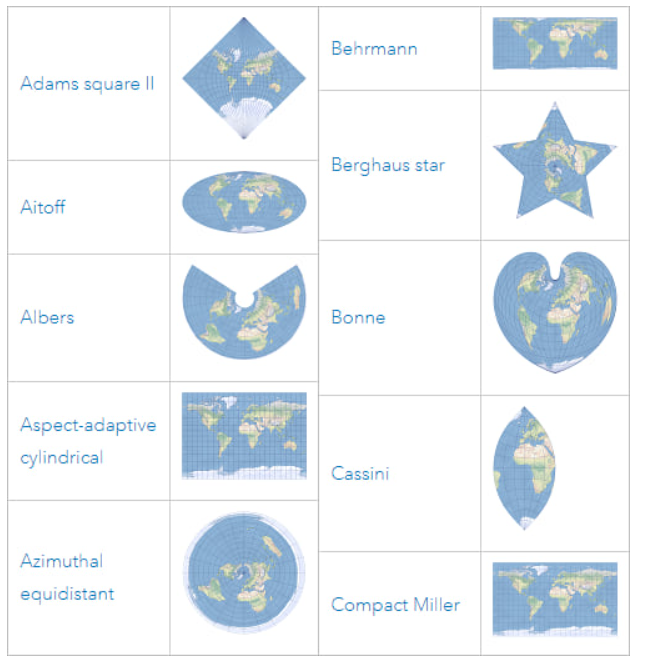 Adams square II
Aitoff
Albers
Aspect-adaptive
cylindrical
Azimuthal
equidistant
Behrmann
Berghaus star
Bonne
Cassini
Compact Miller